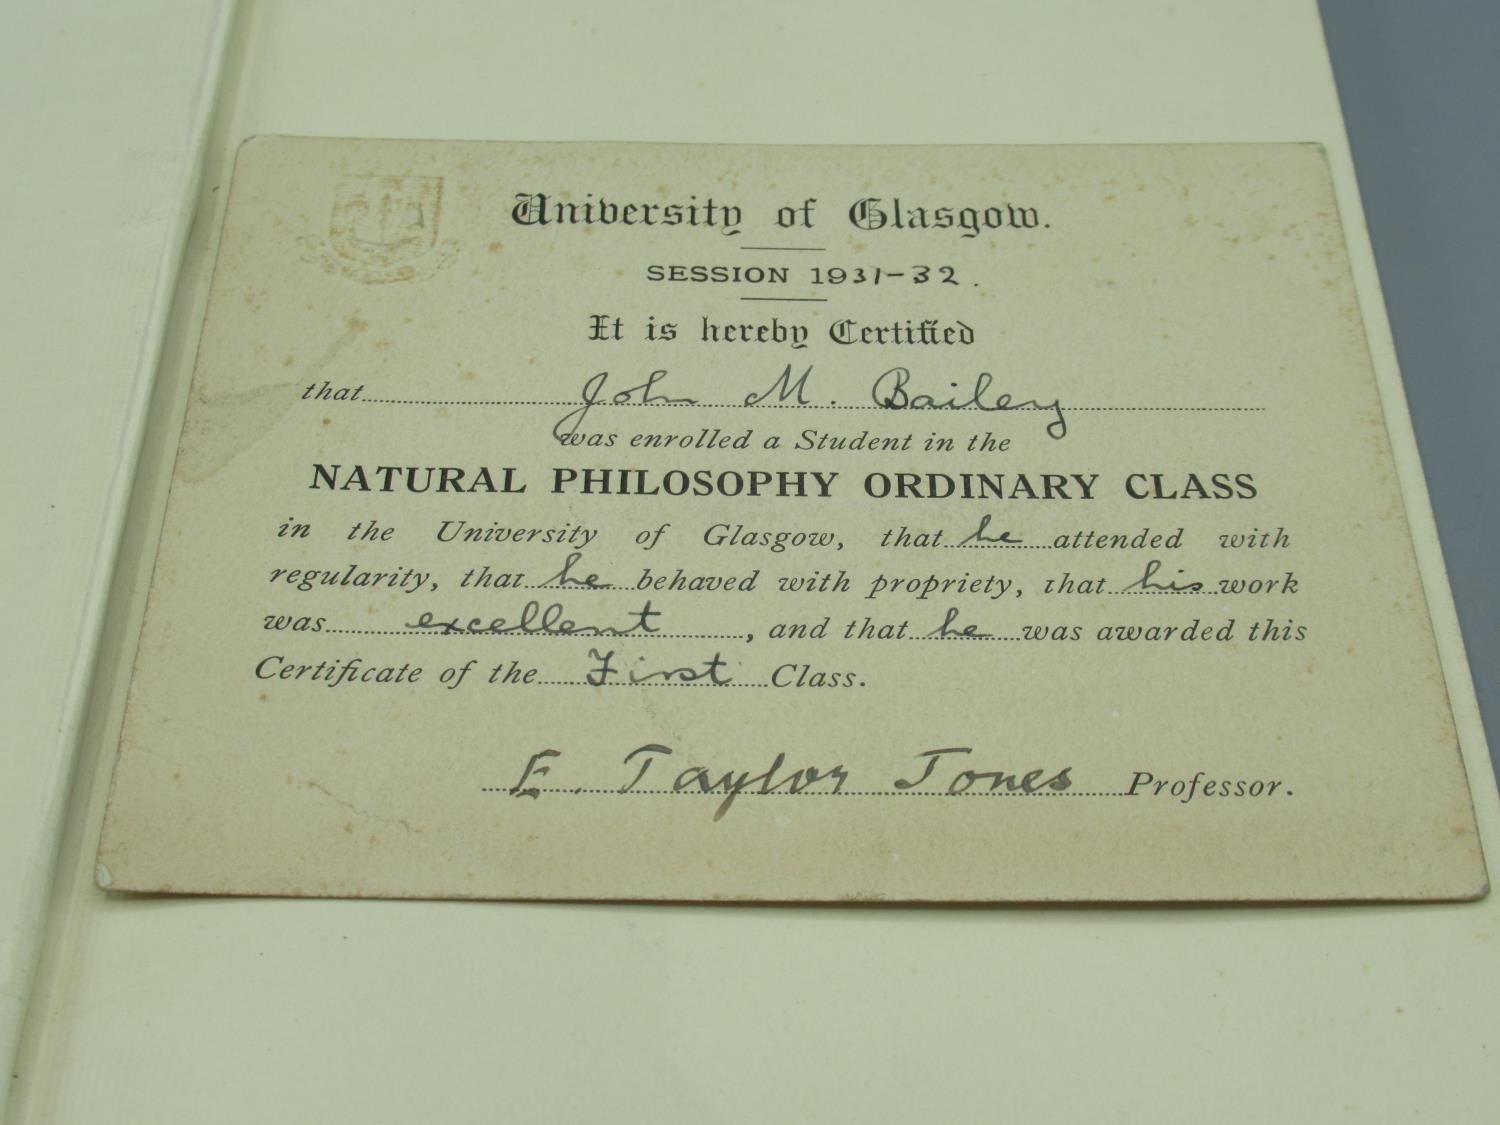 University of Glasgow.
SESSION 1931-32.
It is hereby Certified
that John M. Bailey
was enrolled a Student in the
NATURAL PHILOSOPHY ORDINARY CLASS
in the University of Glasgow, that he attended with
regularity, that he behaved with propriety, that his work
was excellent, and that he was awarded this
Certificate of the First Class.
E. Taylor Jones Professor.